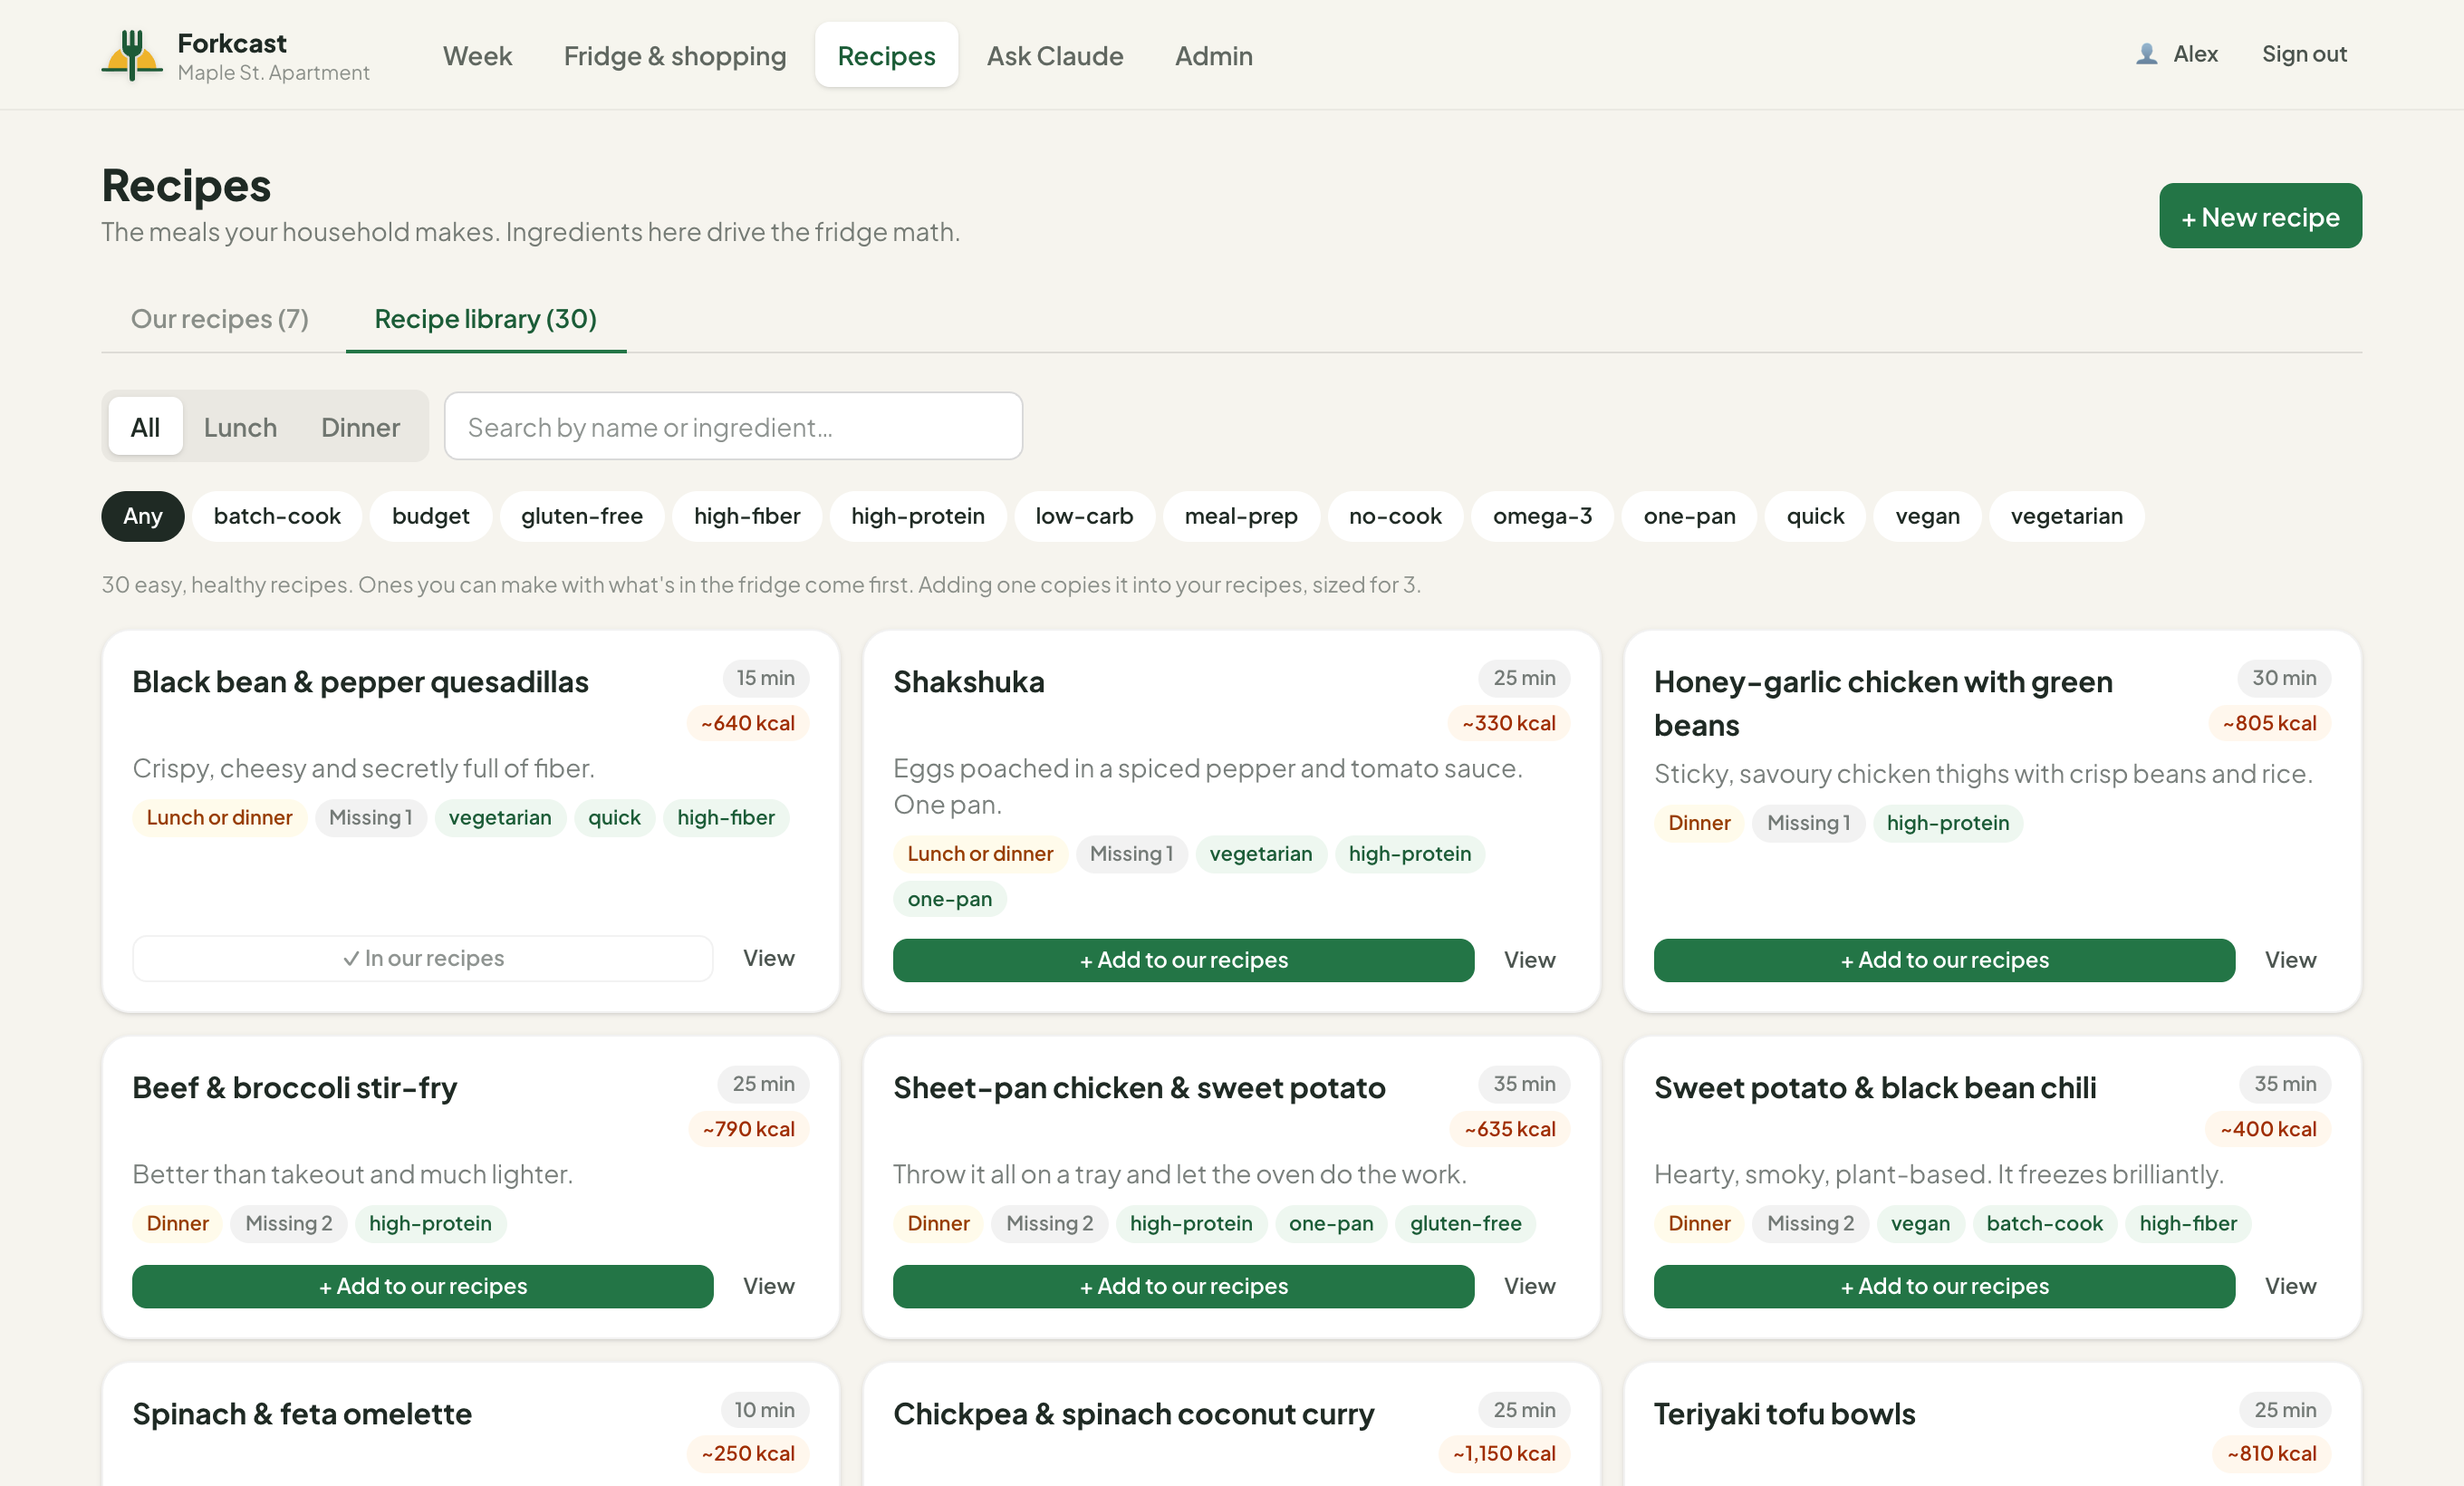 Forkcast
Maple St. Apartment
Week
Fridge & shopping
Recipes
Ask Claude
Admin
Alex
Sign out
Recipes
The meals your household makes. Ingredients here drive the fridge math.
+ New recipe
Our recipes (7)
Recipe library (30)
All
Lunch
Dinner
Search by name or ingredient...
Any
batch-cook
budget
gluten-free
high-fiber
high-protein
low-carb
meal-prep
no-cook
omega-3
one-pan
quick
vegan
vegetarian
30 easy, healthy recipes. Ones you can make with what's in the fridge come first. Adding one copies it into your recipes, sized for 3.
Black bean & pepper quesadillas
15 min
~640 kcal
Crispy, cheesy and secretly full of fiber.
Lunch or dinner
Missing 1
vegetarian
quick
high-fiber
✓ In our recipes
View
Shakshuka
25 min
~330 kcal
Eggs poached in a spiced pepper and tomato sauce.
One pan.
Lunch or dinner
Missing 1
vegetarian
high-protein
one-pan
+ Add to our recipes
View
Honey-garlic chicken with green
beans
30 min
~805 kcal
Sticky, savoury chicken thighs with crisp beans and rice.
Dinner
Missing 1
high-protein
+ Add to our recipes
View
Beef & broccoli stir-fry
25 min
~790 kcal
Better than takeout and much lighter.
Dinner
Missing 2
high-protein
+ Add to our recipes
View
Sheet-pan chicken & sweet potato
35 min
~635 kcal
Throw it all on a tray and let the oven do the work.
Dinner
Missing 2
high-protein
one-pan
gluten-free
+ Add to our recipes
View
Sweet potato & black bean chili
35 min
~400 kcal
Hearty, smoky, plant-based. It freezes brilliantly.
Dinner
Missing 2
vegan
batch-cook
high-fiber
+ Add to our recipes
View
Spinach & feta omelette
10 min
~250 kcal
Chickpea & spinach coconut curry
25 min
~1,150 kcal
Teriyaki tofu bowls
25 min
~810 kcal